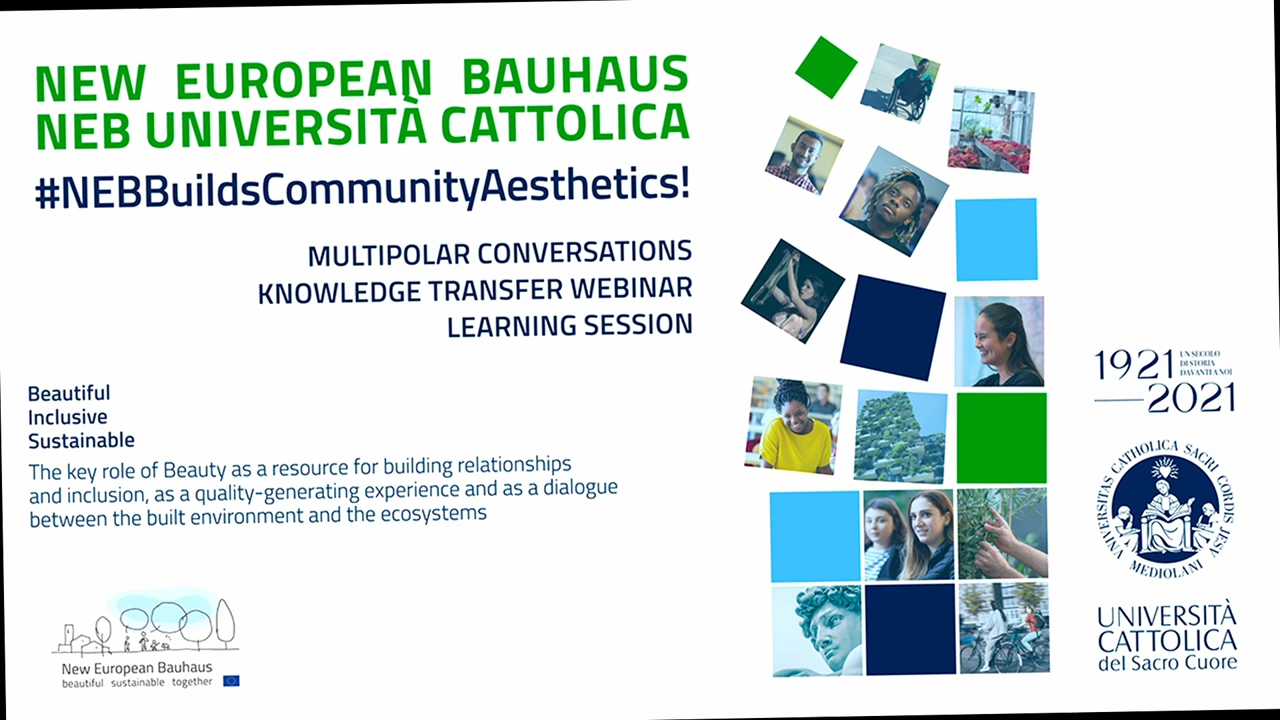 NEW EUROPEAN BAUHAUS
NEB UNIVERSITÀ CATTOLICA
#NEBBuildsCommunityAesthetics!
MULTIPOLAR CONVERSATIONS
KNOWLEDGE TRANSFER WEBINAR
LEARNING SESSION
Beautiful
Inclusive
Sustainable
The key role of Beauty as a resource for building relationships
and inclusion, as a quality-generating experience and as a dialogue
between the built environment and the ecosystems
New European Bauhaus
beautiful sustainable together
1921
UN SECOLO
DI STORIA
DAVANTI A NOI
2021
UNIVERSITAS CATHOLICA SACRI CORDIS JESU
MEDIOLANI
UNIVERSITÀ
CATTOLICA
del Sacro Cuore